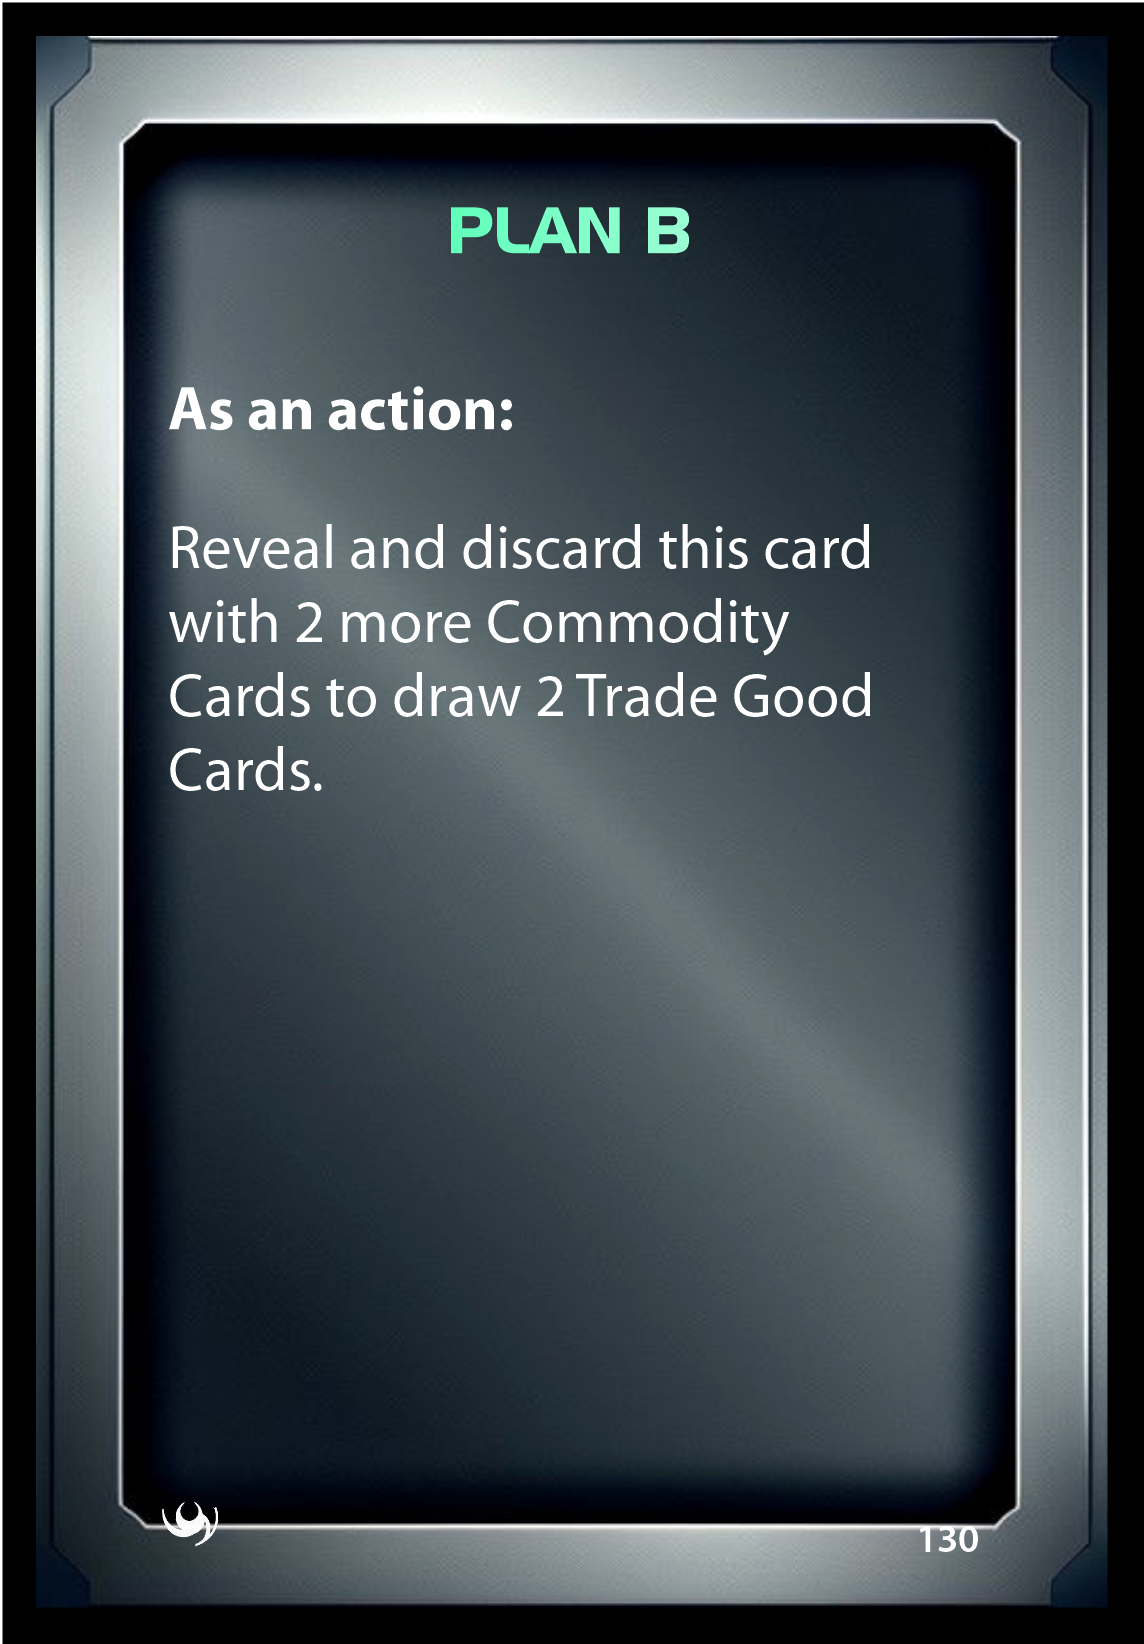 PLAN B
As an action:
Reveal and discard this card
with 2 more Commodity
Cards to draw 2 Trade Good
Cards.
130